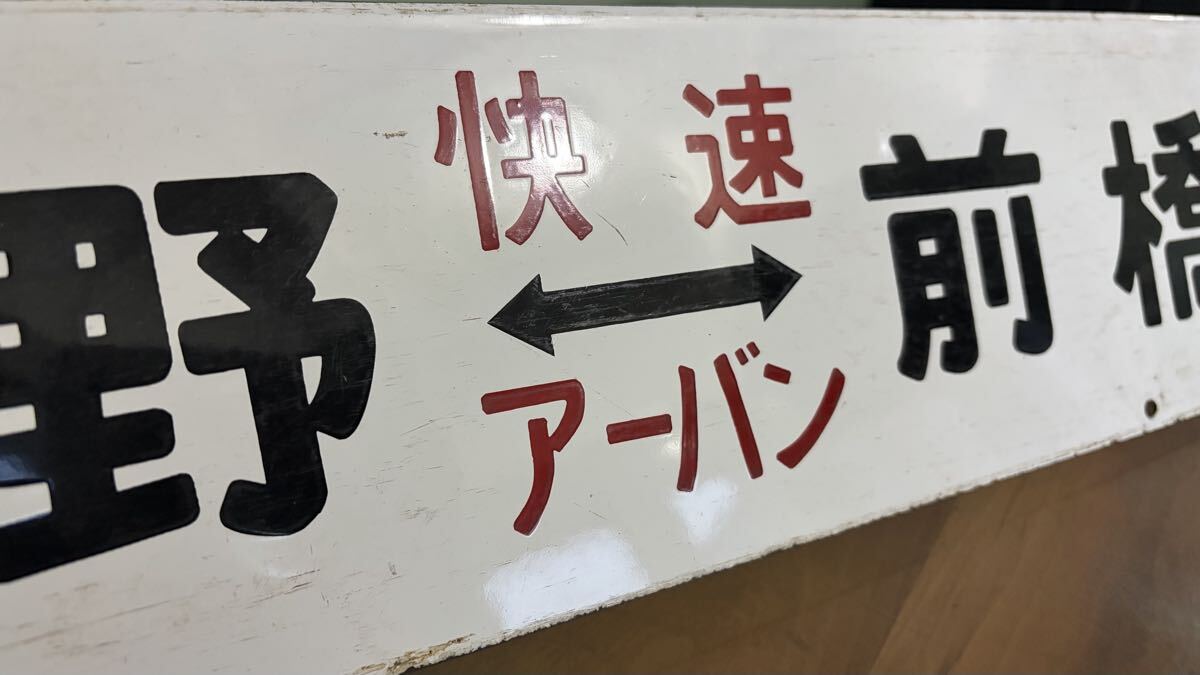 快速
野 ↔ 前橋
アーバン